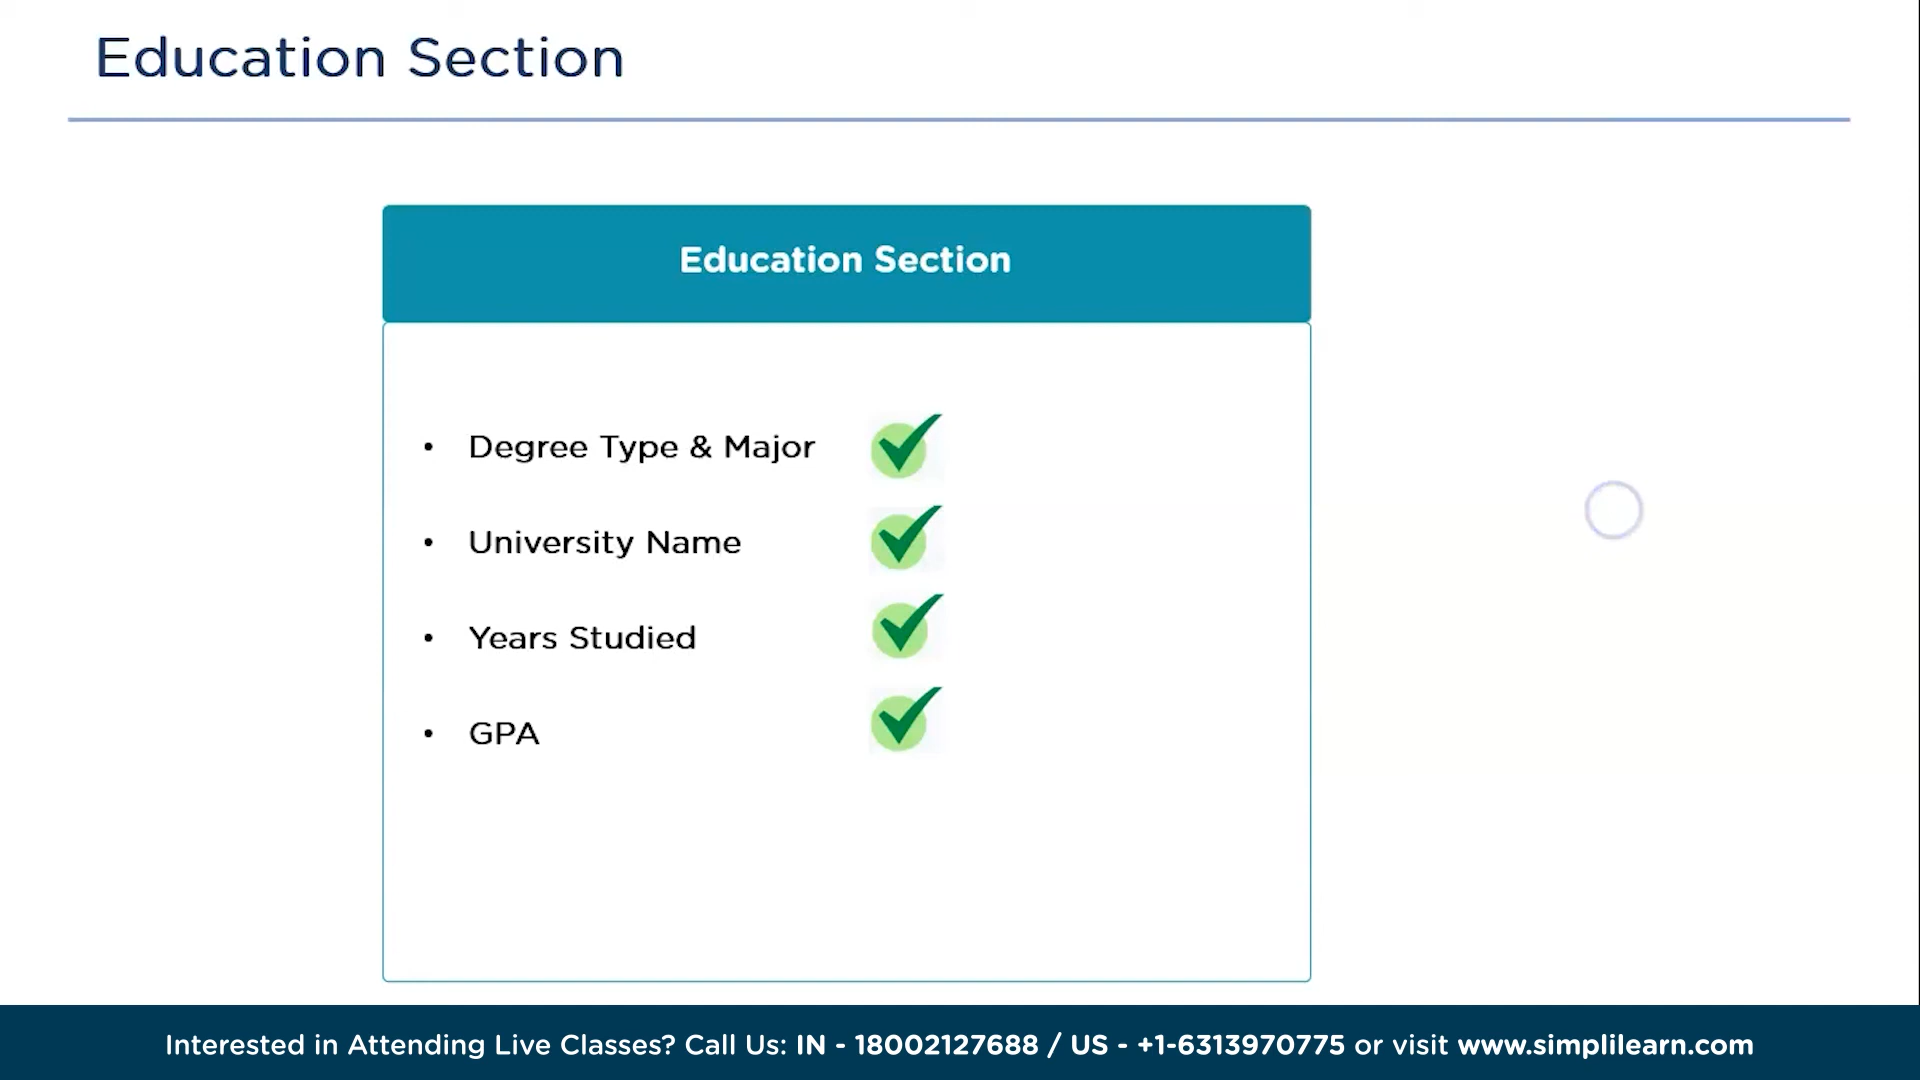 Education Section
Education Section
• Degree Type & Major
• University Name
• Years Studied
• GPA
Interested in Attending Live Classes? Call Us: IN - 18002127688 / US - +1-6313970775 or visit www.simplilearn.com